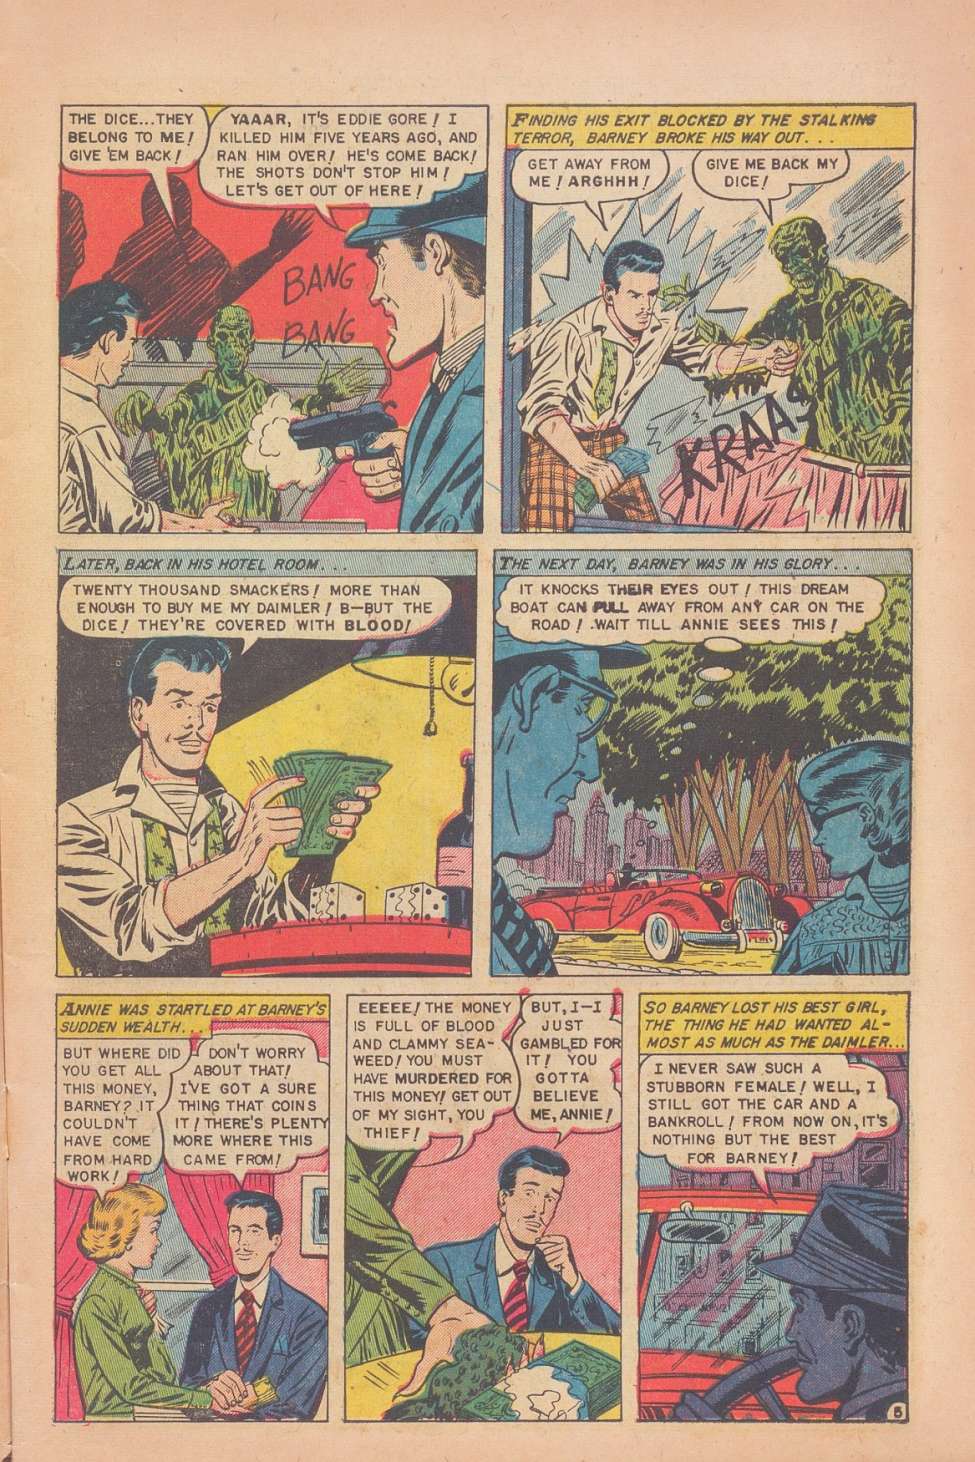 THE DICE...THEY
BELONG TO ME!
GIVE 'EM BACK!
YAAAR, IT'S EDDIE GORE! I
KILLED HIM FIVE YEARS AGO, AND
RAN HIM OVER! HE'S COME BACK!
THE SHOTS DON'T STOP HIM!
LET'S GET OUT OF HERE!
BANG
BANG
FINDING HIS EXIT BLOCKED BY THE STALKING
TERROR, BARNEY BROKE HIS WAY OUT...
GET AWAY FROM
ME! ARGHHH!
GIVE ME BACK MY
DICE!
KRAAS
LATER, BACK IN HIS HOTEL ROOM....
TWENTY THOUSAND SMACKERS! MORE THAN
ENOUGH TO BUY ME MY DAIMLER! B—BUT THE
DICE! THEY'RE COVERED WITH BLOOD!
THE NEXT DAY, BARNEY WAS IN HIS GLORY...
IT KNOCKS THEIR EYES OUT! THIS DREAM
BOAT CAN PULL AWAY FROM ANY CAR ON THE
ROAD! WAIT TILL ANNIE SEES THIS!
ANNIE WAS STARTLED AT BARNEY'S
SUDDEN WEALTH...
BUT WHERE DID
YOU GET ALL
THIS MONEY,
BARNEY? IT
COULDN'T
HAVE COME
FROM HARD
WORK!
DON'T WORRY
ABOUT THAT!
I'VE GOT A SURE
THING THAT COINS
IT! THERE'S PLENTY
MORE WHERE THIS
CAME FROM!
EEEEE! THE MONEY
IS FULL OF BLOOD
AND CLAMMY SEA-
WEED! YOU MUST
HAVE MURDERED FOR
THIS MONEY! GET OUT
OF MY SIGHT, YOU
THIEF!
BUT, I-I
JUST
GAMBLED FOR
IT! YOU
GOTTA
BELIEVE
ME, ANNIE!
SO BARNEY LOST HIS BEST GIRL,
THE THING HE HAD WANTED AL-
MOST AS MUCH AS THE DAIMLER...
I NEVER SAW SUCH A
STUBBORN FEMALE! WELL, I
STILL GOT THE CAR AND A
BANKROLL! FROM NOW ON, IT'S
NOTHING BUT THE BEST
FOR BARNEY!
5